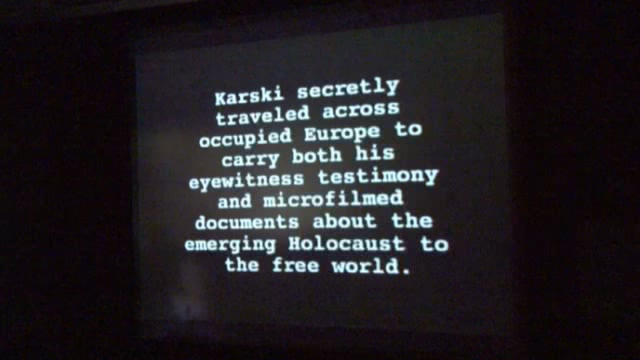 Karski secretly
traveled across
occupied Europe to
carry both his
eyewitness testimony
and microfilmed
documents about the
emerging Holocaust to
the free world.